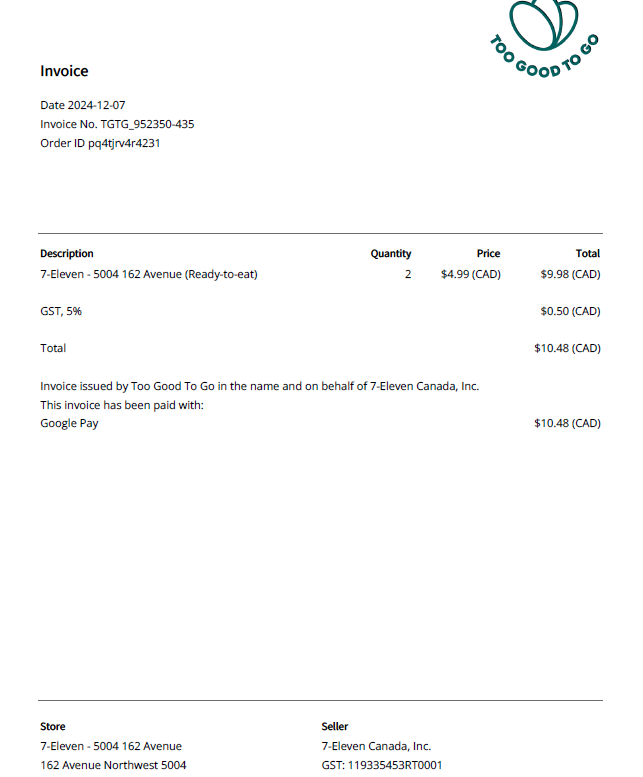 TOO GOOD TO GO
Invoice
Date 2024-12-07
Invoice No. TGTG_952350-435
Order ID pq4tjrv4r4231
Description Quantity Price Total
7-Eleven - 5004 162 Avenue (Ready-to-eat) 2 $4.99 (CAD) $9.98 (CAD)
GST, 5% $0.50 (CAD)
Total $10.48 (CAD)
Invoice issued by Too Good To Go in the name and on behalf of 7-Eleven Canada, Inc.
This invoice has been paid with:
Google Pay $10.48 (CAD)
Store Seller
7-Eleven - 5004 162 Avenue 7-Eleven Canada, Inc.
162 Avenue Northwest 5004 GST: 119335453RT0001